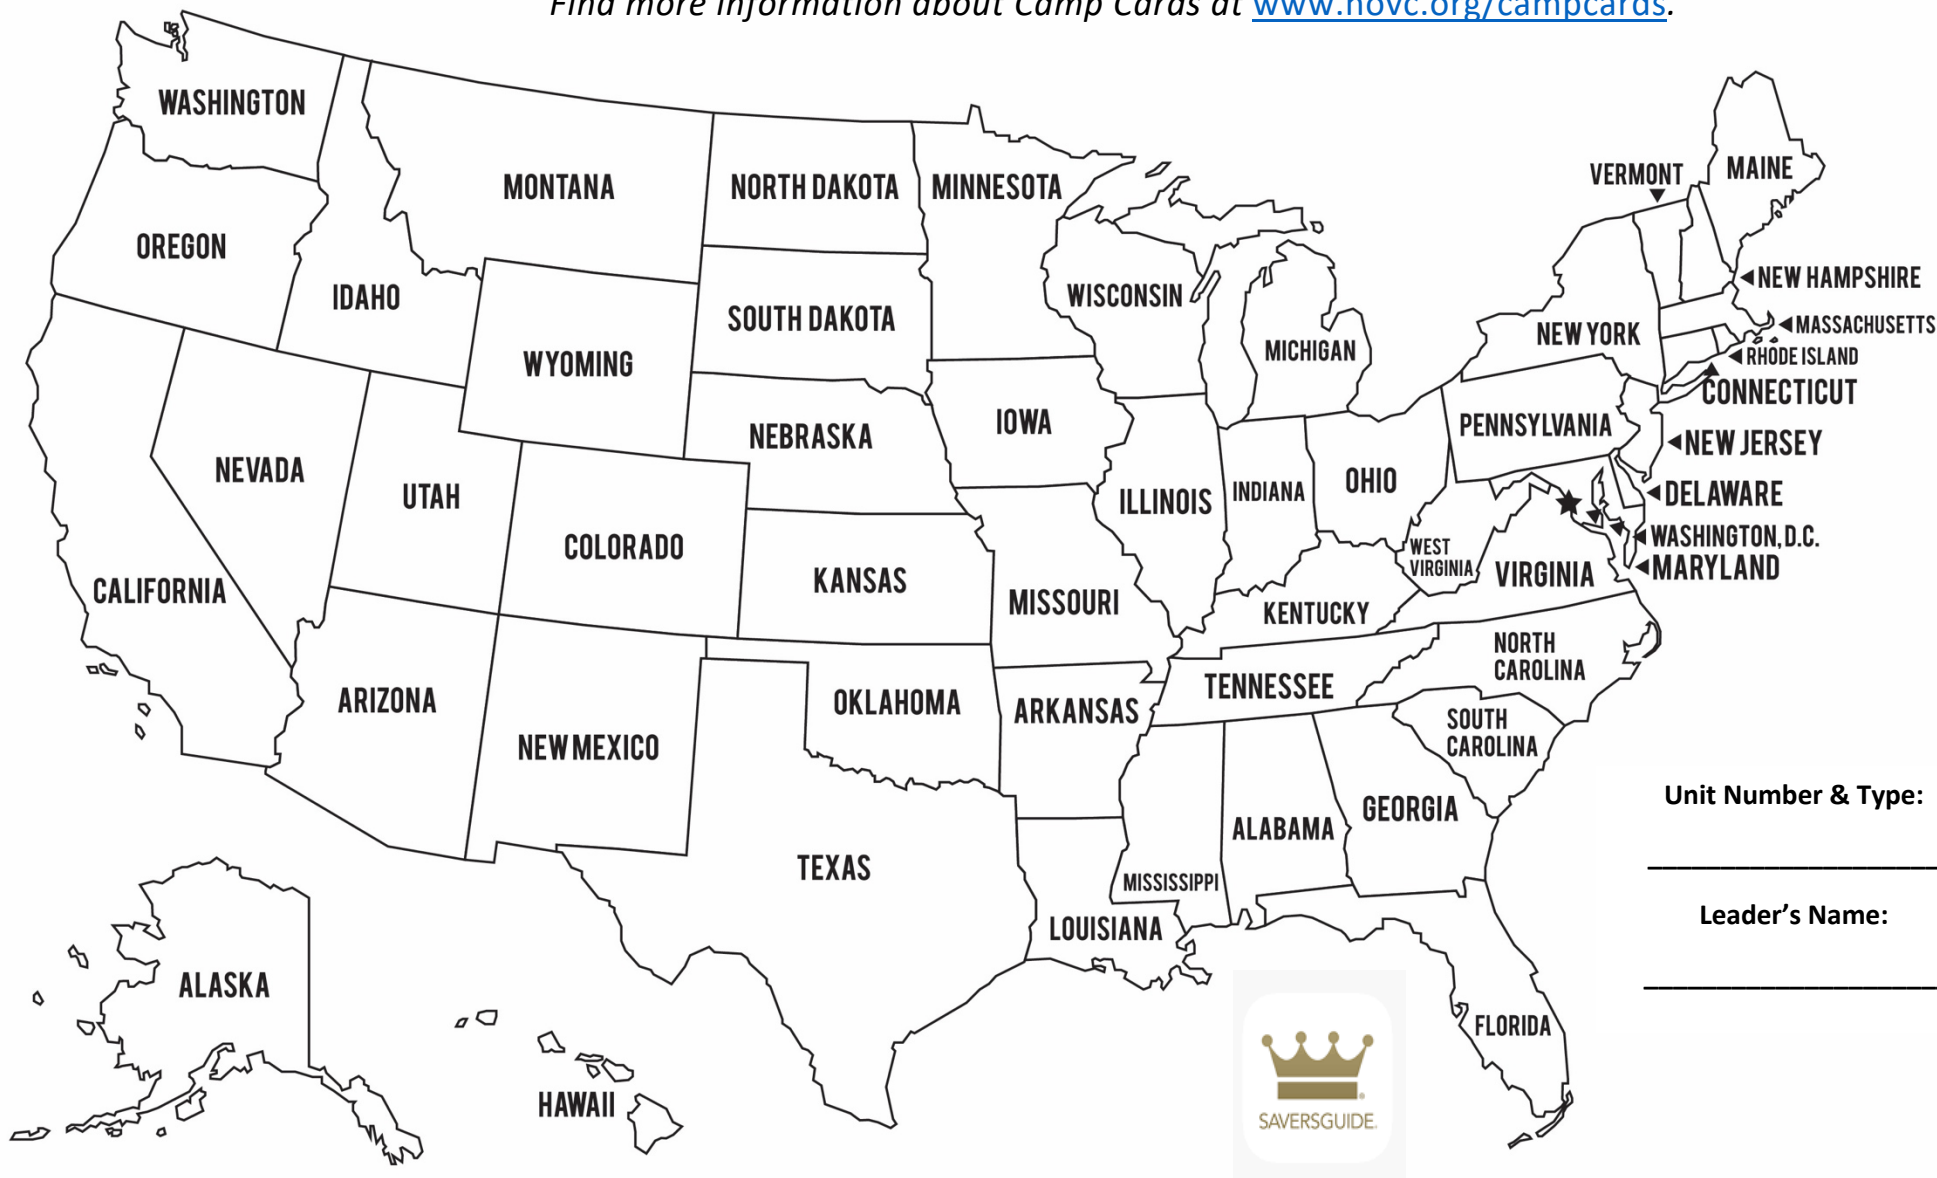 Find more information about Camp Cards at www.hovc.org/campcards.
WASHINGTON
MONTANA
NORTH DAKOTA
MINNESOTA
VERMONT
MAINE
OREGON
IDAHO
WISCONSIN
NEW HAMPSHIRE
SOUTH DAKOTA
MASSACHUSETTS
NEW YORK
MICHIGAN
RHODE ISLAND
WYOMING
CONNECTICUT
IOWA
PENNSYLVANIA
NEBRASKA
NEW JERSEY
NEVADA
OHIO
UTAH
INDIANA
ILLINOIS
DELAWARE
WASHINGTON, D.C.
COLORADO
WEST
VIRGINIA
MARYLAND
VIRGINIA
KANSAS
CALIFORNIA
MISSOURI
KENTUCKY
NORTH
CAROLINA
TENNESSEE
ARIZONA
OKLAHOMA
ARKANSAS
SOUTH
CAROLINA
NEW MEXICO
Unit Number & Type:
GEORGIA
ALABAMA
TEXAS
MISSISSIPPI
Leader's Name:
LOUISIANA
ALASKA
FLORIDA
HAWAII
SAVERSGUIDE